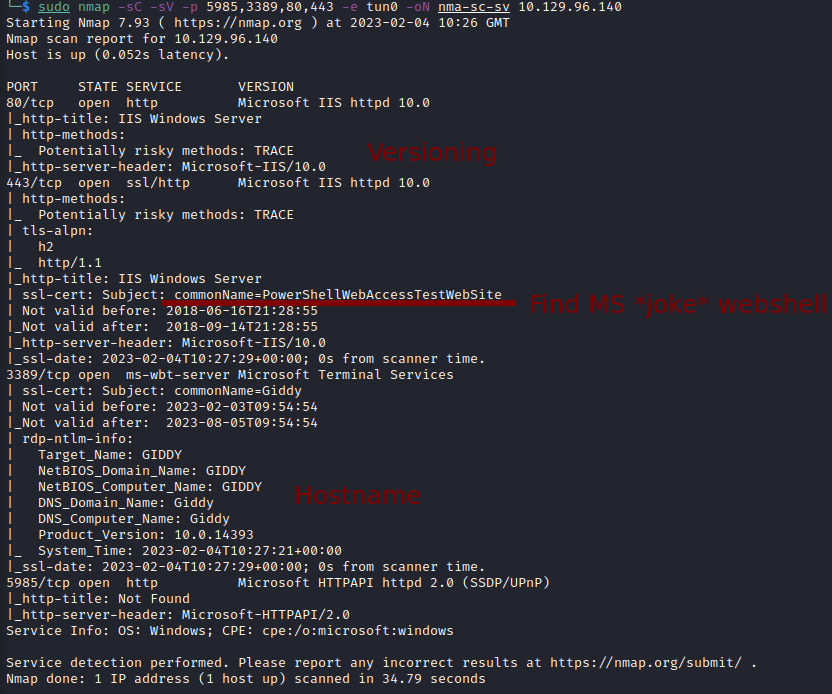 └─$ sudo nmap -sC -sV -p 5985,3389,80,443 -e tun0 -oN nma-sc-sv 10.129.96.140
Starting Nmap 7.93 ( https://nmap.org ) at 2023-02-04 10:26 GMT
Nmap scan report for 10.129.96.140
Host is up (0.052s latency).

PORT     STATE SERVICE       VERSION
80/tcp   open  http          Microsoft IIS httpd 10.0
|_http-title: IIS Windows Server
| http-methods:
|_  Potentially risky methods: TRACE
Versioning
|_http-server-header: Microsoft-IIS/10.0
443/tcp  open  ssl/http      Microsoft IIS httpd 10.0
| http-methods:
|_  Potentially risky methods: TRACE
| tls-alpn:
|   h2
|_  http/1.1
|_http-title: IIS Windows Server
| ssl-cert: Subject: commonName=PowerShellWebAccessTestWebSite
Find MS *joke* webshell
| Not valid before: 2018-06-16T21:28:55
|_Not valid after:  2018-09-14T21:28:55
|_http-server-header: Microsoft-IIS/10.0
|_ssl-date: 2023-02-04T10:27:29+00:00; 0s from scanner time.
3389/tcp open  ms-wbt-server Microsoft Terminal Services
| ssl-cert: Subject: commonName=Giddy
| Not valid before: 2023-02-03T09:54:54
|_Not valid after:  2023-08-05T09:54:54
| rdp-ntlm-info:
|   Target_Name: GIDDY
|   NetBIOS_Domain_Name: GIDDY
|   NetBIOS_Computer_Name: GIDDY
Hostname
|   DNS_Domain_Name: Giddy
|   DNS_Computer_Name: Giddy
|   Product_Version: 10.0.14393
|_  System_Time: 2023-02-04T10:27:21+00:00
|_ssl-date: 2023-02-04T10:27:29+00:00; 0s from scanner time.
5985/tcp open  http          Microsoft HTTPAPI httpd 2.0 (SSDP/UPnP)
|_http-title: Not Found
|_http-server-header: Microsoft-HTTPAPI/2.0
Service Info: OS: Windows; CPE: cpe:/o:microsoft:windows

Service detection performed. Please report any incorrect results at https://nmap.org/submit/ .
Nmap done: 1 IP address (1 host up) scanned in 34.79 seconds